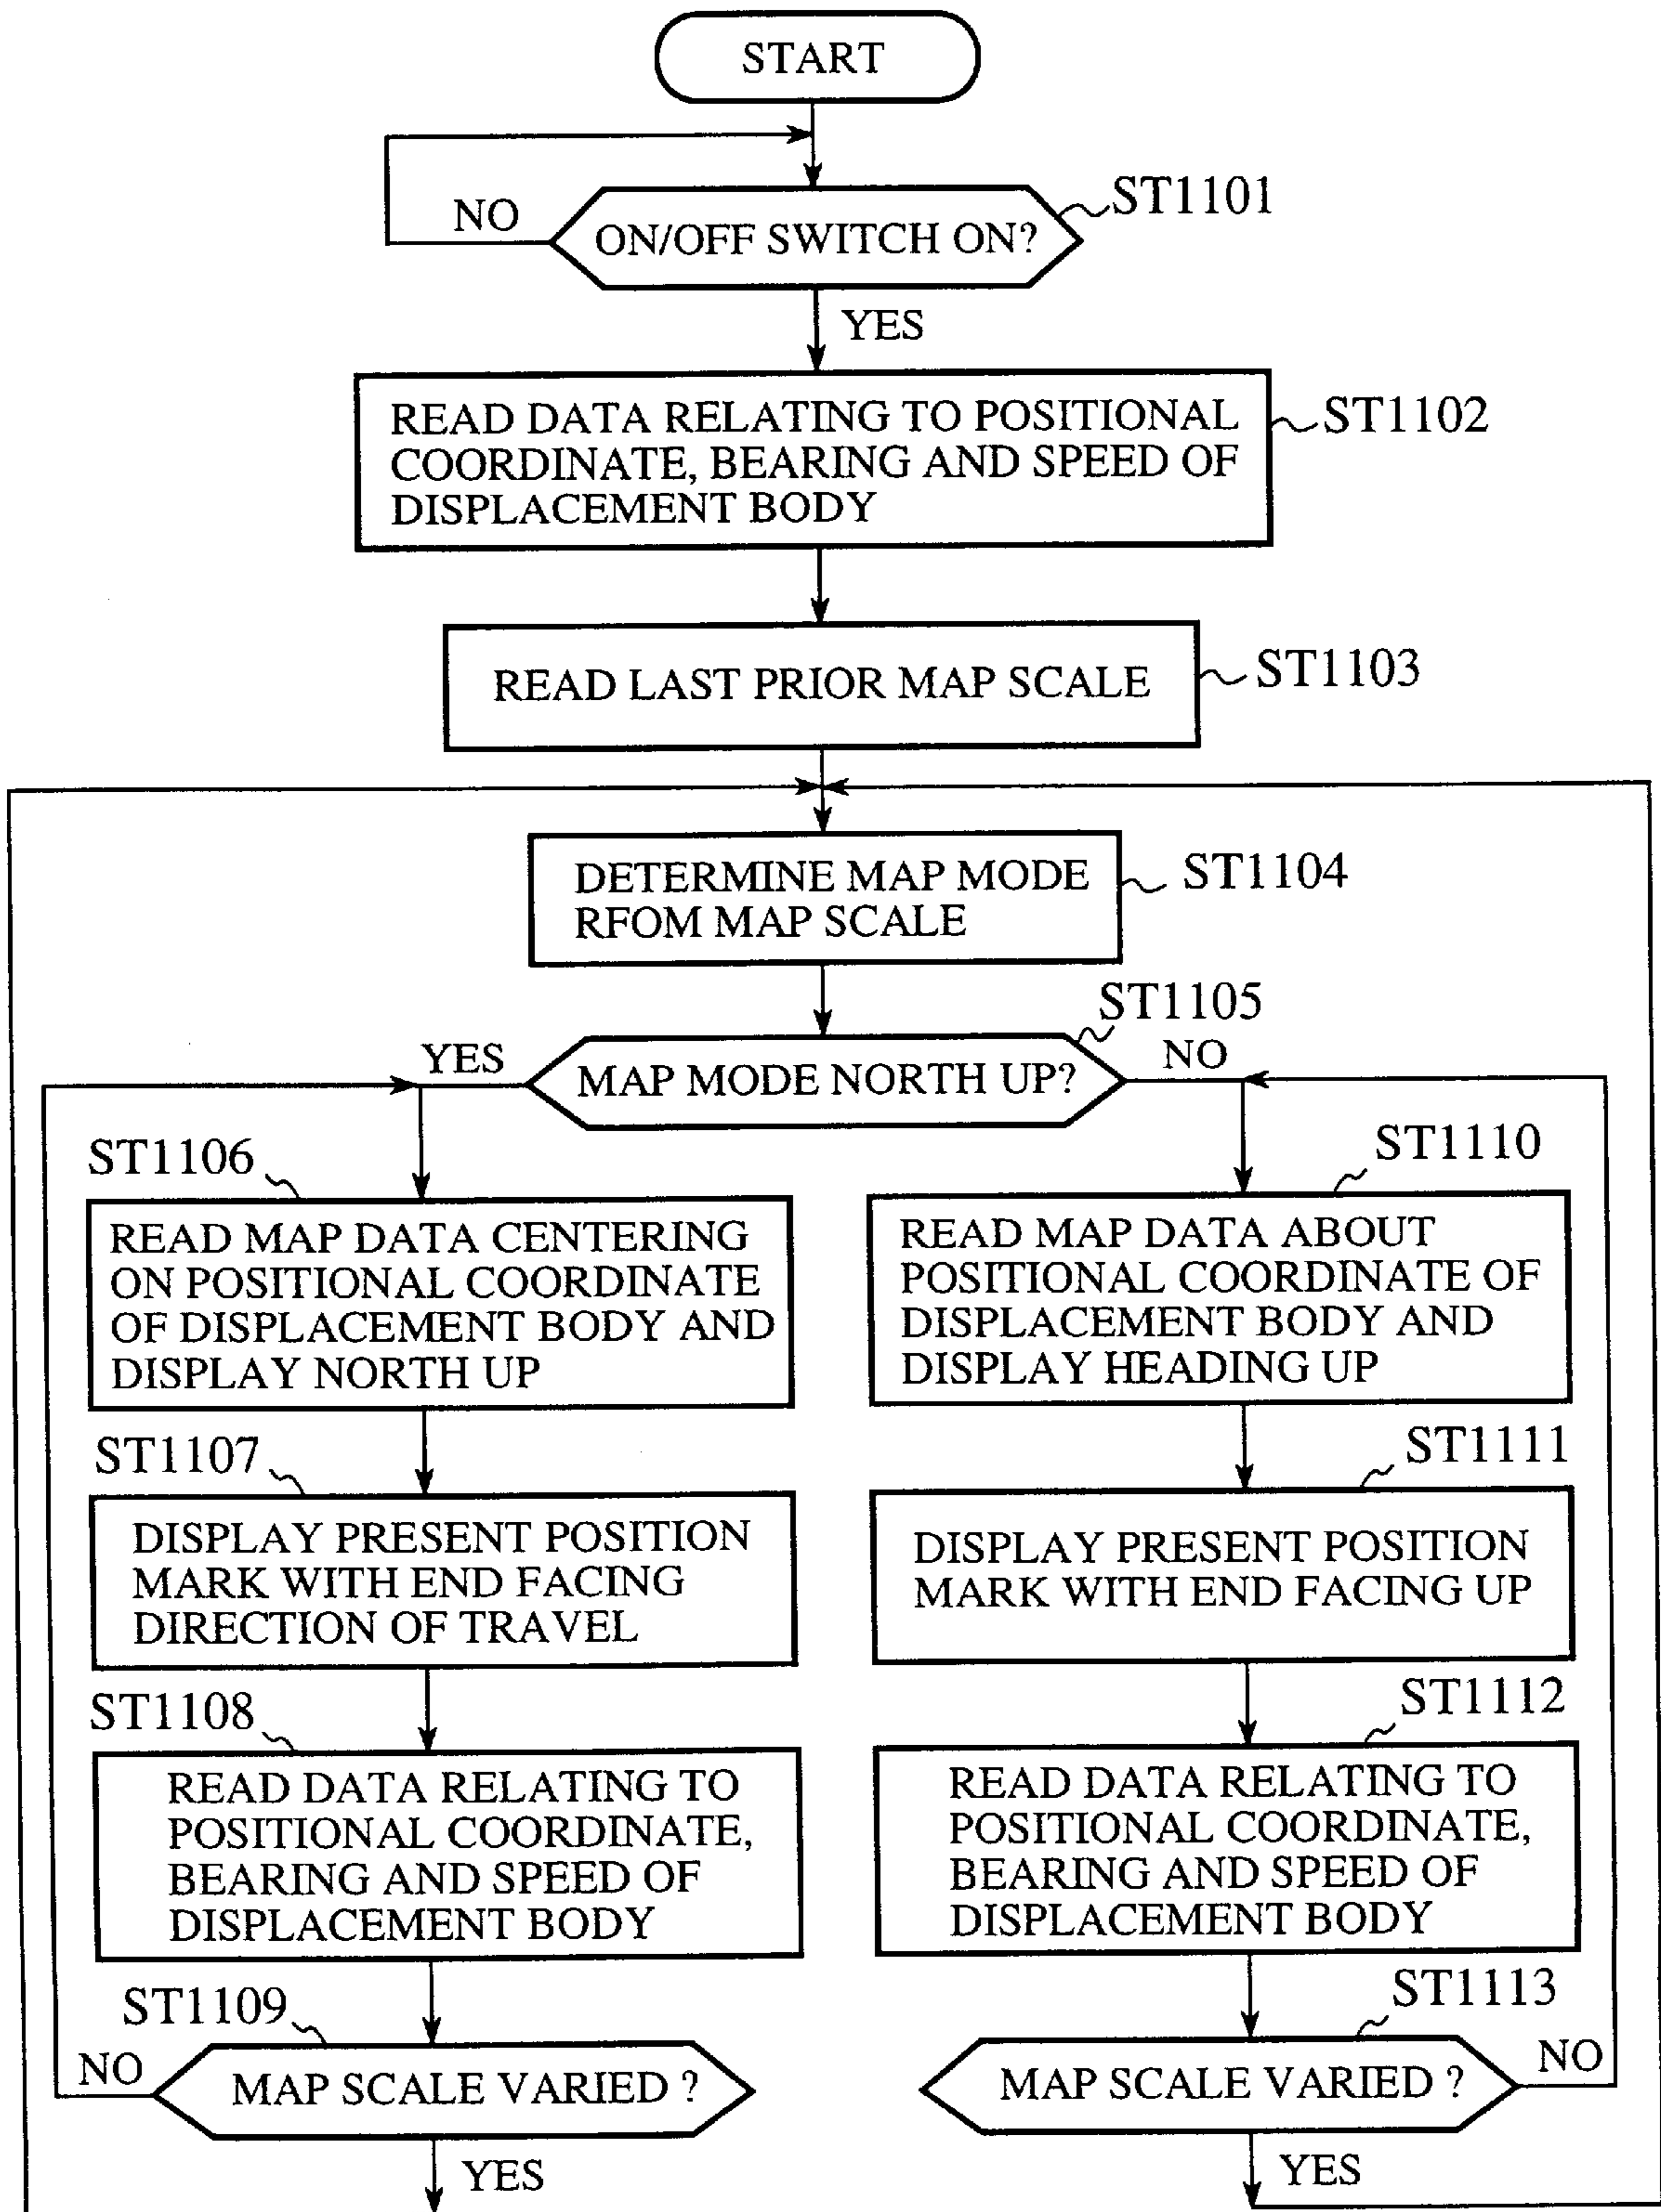 START
NO
ON/OFF SWITCH ON?
ST1101
YES
READ DATA RELATING TO POSITIONAL
COORDINATE, BEARING AND SPEED OF
DISPLACEMENT BODY
ST1102
READ LAST PRIOR MAP SCALE
ST1103
DETERMINE MAP MODE
RFOM MAP SCALE
ST1104
ST1105
YES
MAP MODE NORTH UP?
NO
ST1106
READ MAP DATA CENTERING
ON POSITIONAL COORDINATE
OF DISPLACEMENT BODY AND
DISPLAY NORTH UP
ST1107
DISPLAY PRESENT POSITION
MARK WITH END FACING
DIRECTION OF TRAVEL
ST1108
READ DATA RELATING TO
POSITIONAL COORDINATE,
BEARING AND SPEED OF
DISPLACEMENT BODY
ST1109
NO
MAP SCALE VARIED ?
YES
ST1110
READ MAP DATA ABOUT
POSITIONAL COORDINATE OF
DISPLACEMENT BODY AND
DISPLAY HEADING UP
ST1111
DISPLAY PRESENT POSITION
MARK WITH END FACING UP
ST1112
READ DATA RELATING TO
POSITIONAL COORDINATE,
BEARING AND SPEED OF
DISPLACEMENT BODY
ST1113
MAP SCALE VARIED ?
NO
YES